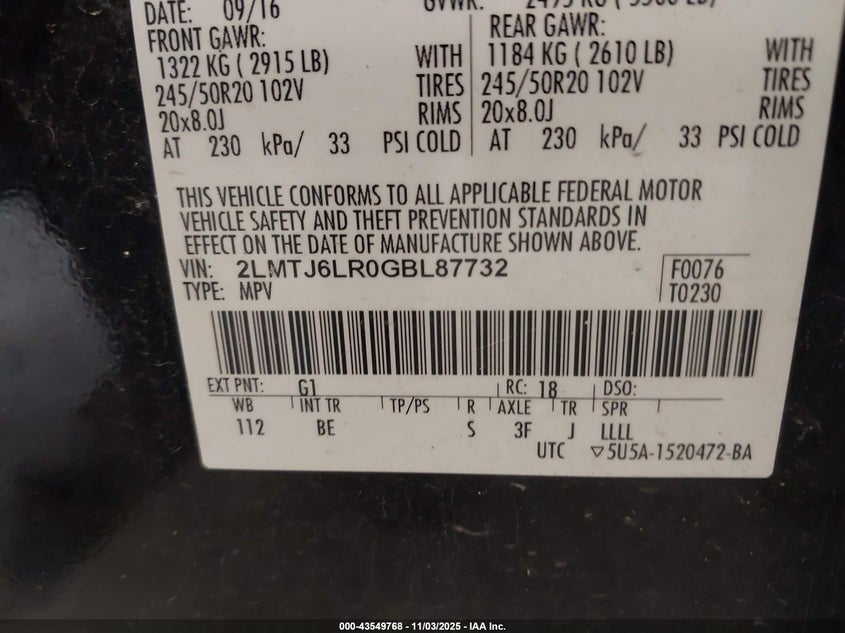 DATE: 09/16 GVWR: 2495 KG ( 5500 LB)
FRONT GAWR: REAR GAWR:
1322 KG ( 2915 LB) WITH 1184 KG ( 2610 LB) WITH
245/50R20 102V TIRES 245/50R20 102V TIRES
20x8.0J RIMS 20x8.0J RIMS
AT 230 kPa/ 33 PSI COLD AT 230 kPa/ 33 PSI COLD
THIS VEHICLE CONFORMS TO ALL APPLICABLE FEDERAL MOTOR
VEHICLE SAFETY AND THEFT PREVENTION STANDARDS IN
EFFECT ON THE DATE OF MANUFACTURE SHOWN ABOVE.
VIN: 2LMTJ6LR0GBL87732 F0076
TYPE: MPV T0230
EXT PNT: G1 RC: 18 DSO:
WB INT TR TP/PS R AXLE TR SPR
112 BE S 3F J LLLL
UTC ▽5U5A-1520472-BA
000-43549768 - 11/03/2025 - IAA Inc.